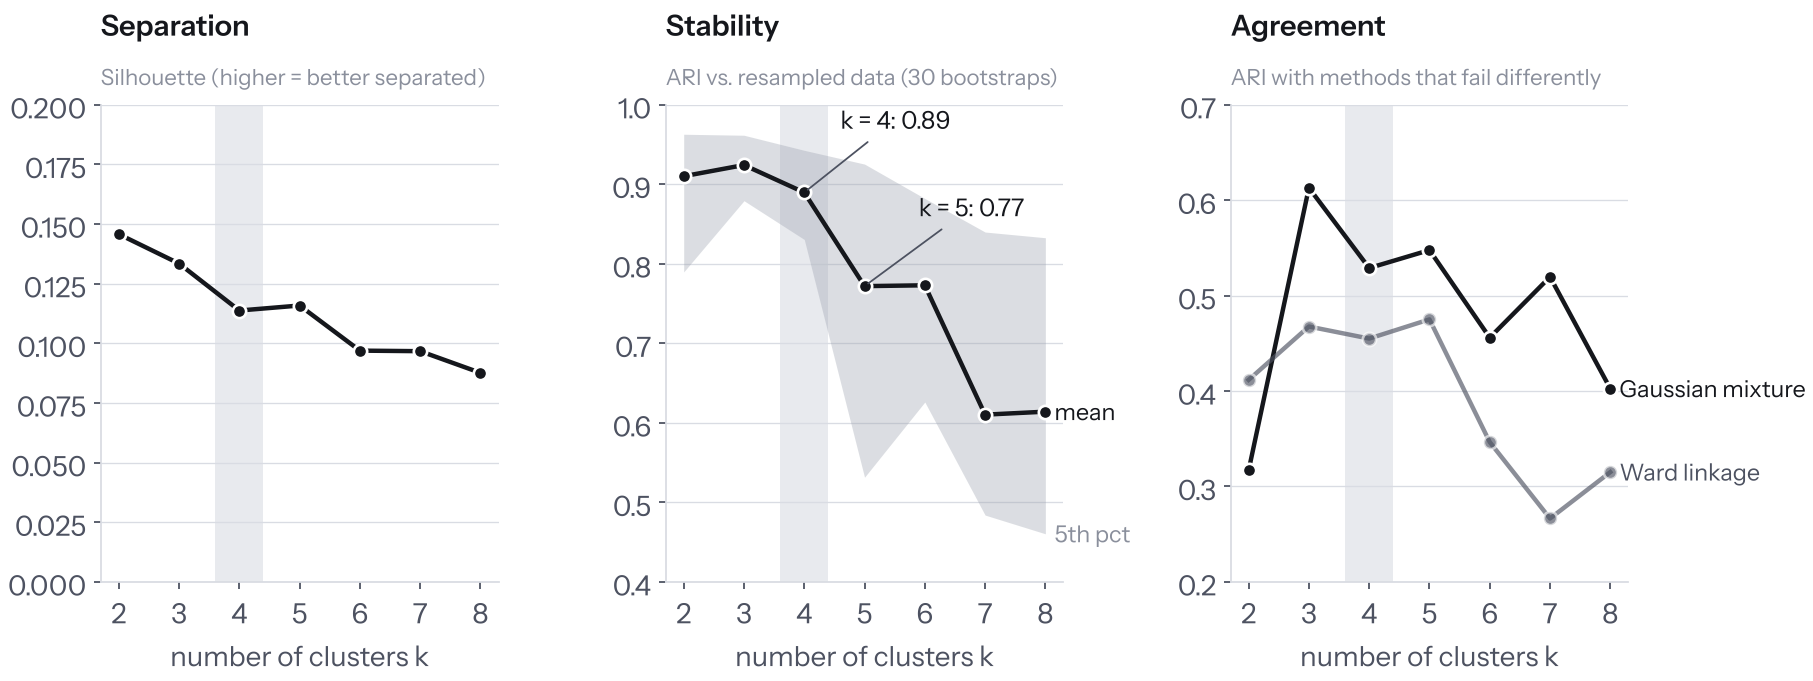 Separation
Silhouette (higher = better separated)
0.200
0.175
0.150
0.125
0.100
0.075
0.050
0.025
0.000
2 3 4 5 6 7 8
number of clusters k
Stability
ARI vs. resampled data (30 bootstraps)
1.0
0.9
0.8
0.7
0.6
0.5
0.4
k = 4: 0.89
k = 5: 0.77
mean
5th pct
2 3 4 5 6 7 8
number of clusters k
Agreement
ARI with methods that fail differently
0.7
0.6
0.5
0.4
0.3
0.2
Gaussian mixture
Ward linkage
2 3 4 5 6 7 8
number of clusters k